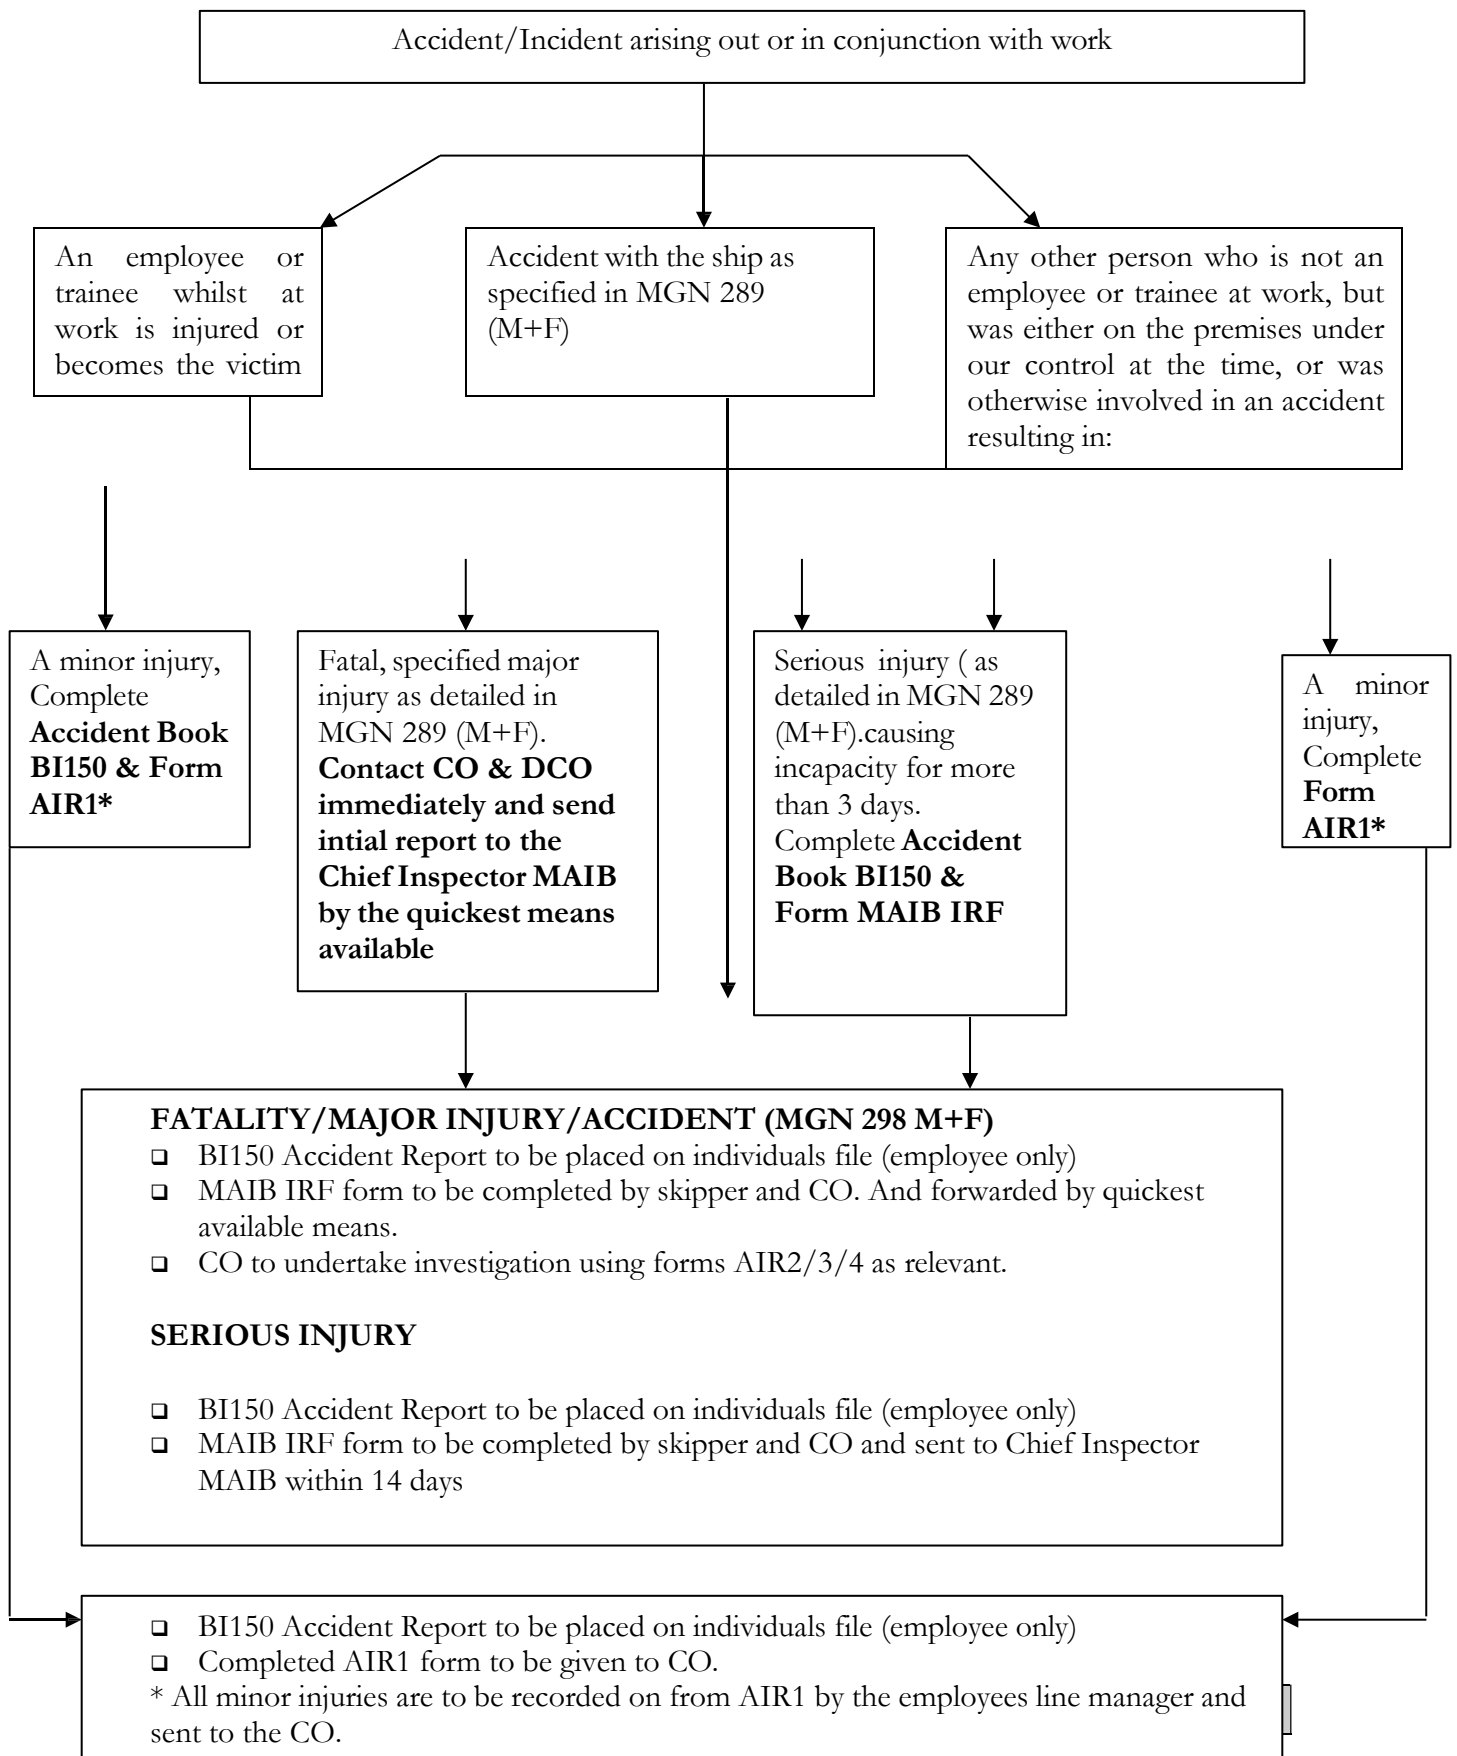 Accident/Incident arising out or in conjunction with work
An employee or
trainee whilst at
work is injured or
becomes the victim
Accident with the ship as
specified in MGN 289
(M+F)
Any other person who is not an
employee or trainee at work, but
was either on the premises under
our control at the time, or was
otherwise involved in an accident
resulting in:
A minor injury,
Complete
Accident Book
BI150 & Form
AIR1*
Fatal, specified major
injury as detailed in
MGN 289 (M+F).
Contact CO & DCO
immediately and send
intial report to the
Chief Inspector MAIB
by the quickest means
available
Serious injury ( as
detailed in MGN 289
(M+F).causing
incapacity for more
than 3 days.
Complete Accident
Book BI150 &
Form MAIB IRF
A minor
injury,
Complete
Form
AIR1*
FATALITY/MAJOR INJURY/ACCIDENT (MGN 298 M+F)
❑ BI150 Accident Report to be placed on individuals file (employee only)
❑ MAIB IRF form to be completed by skipper and CO. And forwarded by quickest
available means.
❑ CO to undertake investigation using forms AIR2/3/4 as relevant.
SERIOUS INJURY
❑ BI150 Accident Report to be placed on individuals file (employee only)
❑ MAIB IRF form to be completed by skipper and CO and sent to Chief Inspector
MAIB within 14 days
❑ BI150 Accident Report to be placed on individuals file (employee only)
❑ Completed AIR1 form to be given to CO.
* All minor injuries are to be recorded on from AIR1 by the employees line manager and
sent to the CO.